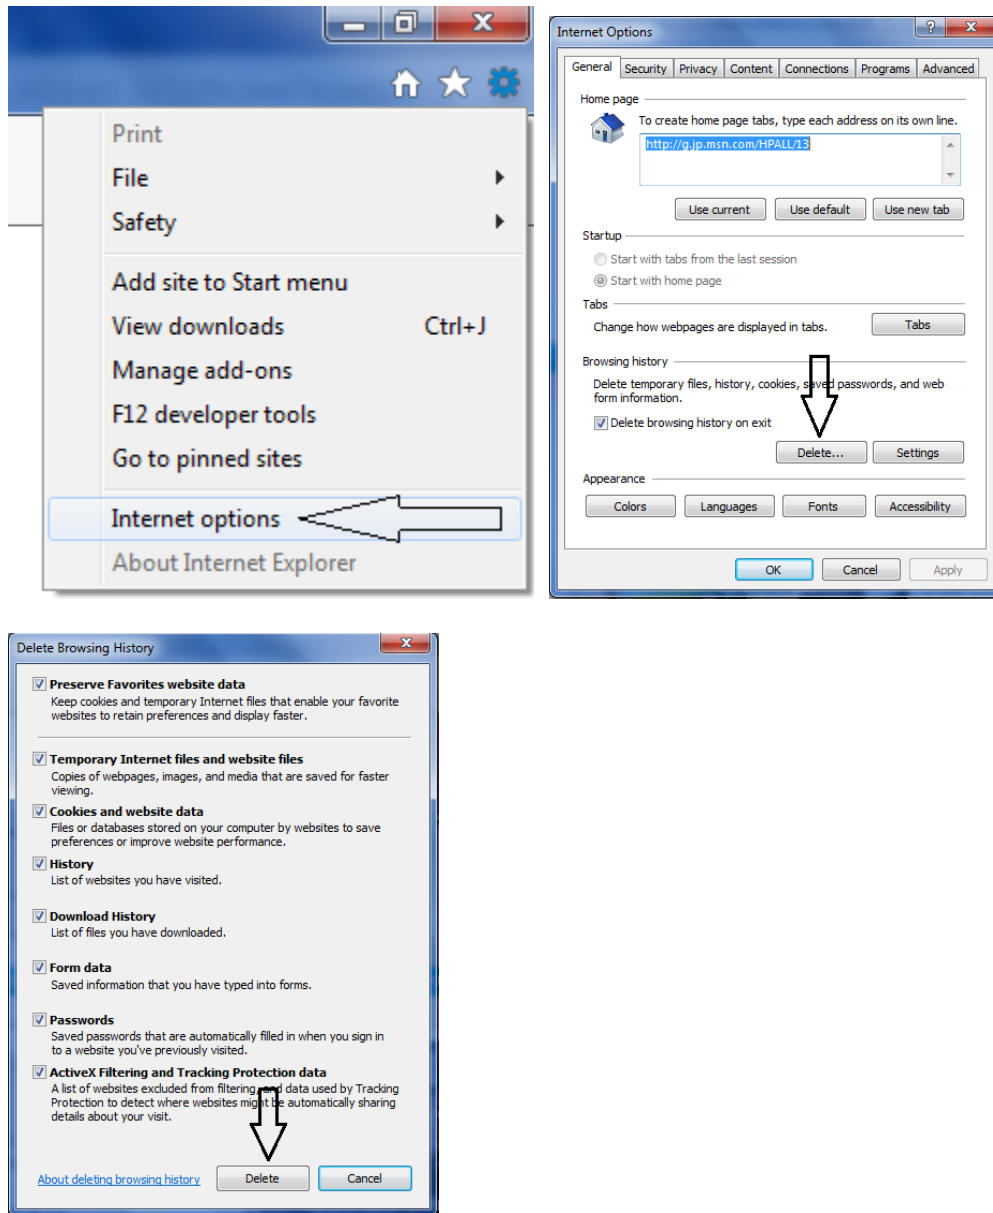 Print
File
Safety
Add site to Start menu
View downloads Ctrl+J
Manage add-ons
F12 developer tools
Go to pinned sites
Internet options
About Internet Explorer
Internet Options
General Security Privacy Content Connections Programs Advanced
Home page
To create home page tabs, type each address on its own line.
http://g.jp.msn.com/HPALL/13
Use current Use default Use new tab
Startup
Start with tabs from the last session
Start with home page
Tabs
Change how webpages are displayed in tabs. Tabs
Browsing history
Delete temporary files, history, cookies, saved passwords, and web
form information.
Delete browsing history on exit
Delete... Settings
Appearance
Colors Languages Fonts Accessibility
OK Cancel Apply
Delete Browsing History
Preserve Favorites website data
Keep cookies and temporary Internet files that enable your favorite
websites to retain preferences and display faster.
Temporary Internet files and website files
Copies of webpages, images, and media that are saved for faster
viewing.
Cookies and website data
Files or databases stored on your computer by websites to save
preferences or improve website performance.
History
List of websites you have visited.
Download History
List of files you have downloaded.
Form data
Saved information that you have typed into forms.
Passwords
Saved passwords that are automatically filled in when you sign in
to a website you've previously visited.
ActiveX Filtering and Tracking Protection data
A list of websites excluded from filtering, and data used by Tracking
Protection to detect where websites might be automatically sharing
details about your visit.
About deleting browsing history Delete Cancel